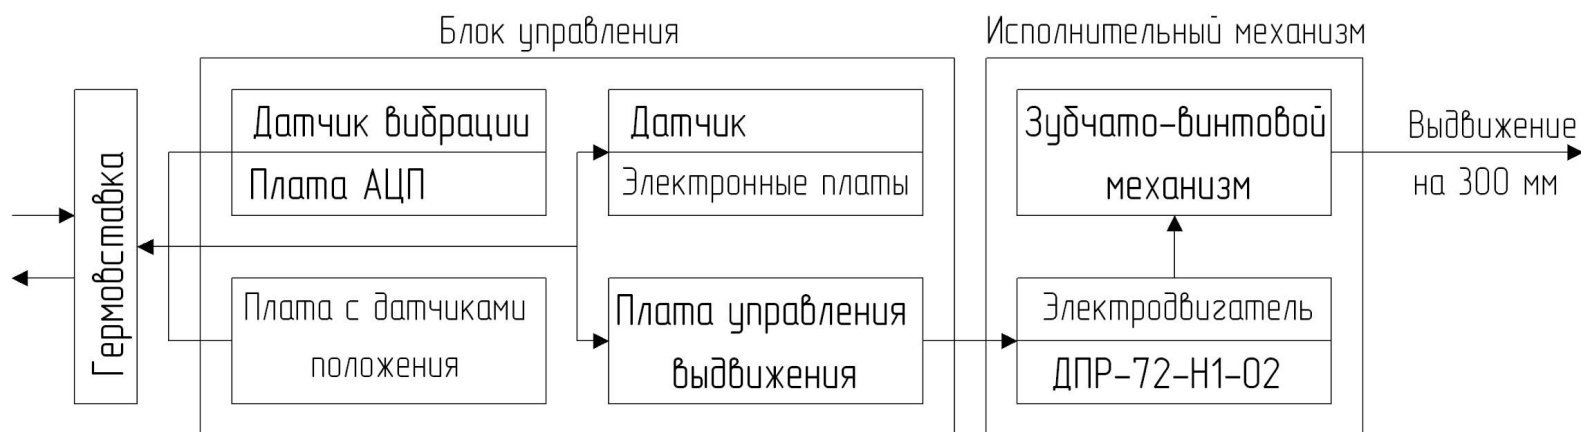 Блок управления
Исполнительный механизм
Гермовставка
Датчик вибрации
Плата АЦП
Датчик
Электронные платы
Зубчато-винтовой
механизм
Выдвижение
на 300 мм
Плата с датчиками
положения
Плата управления
выдвижения
Электродвигатель
ДПР-72-Н1-02